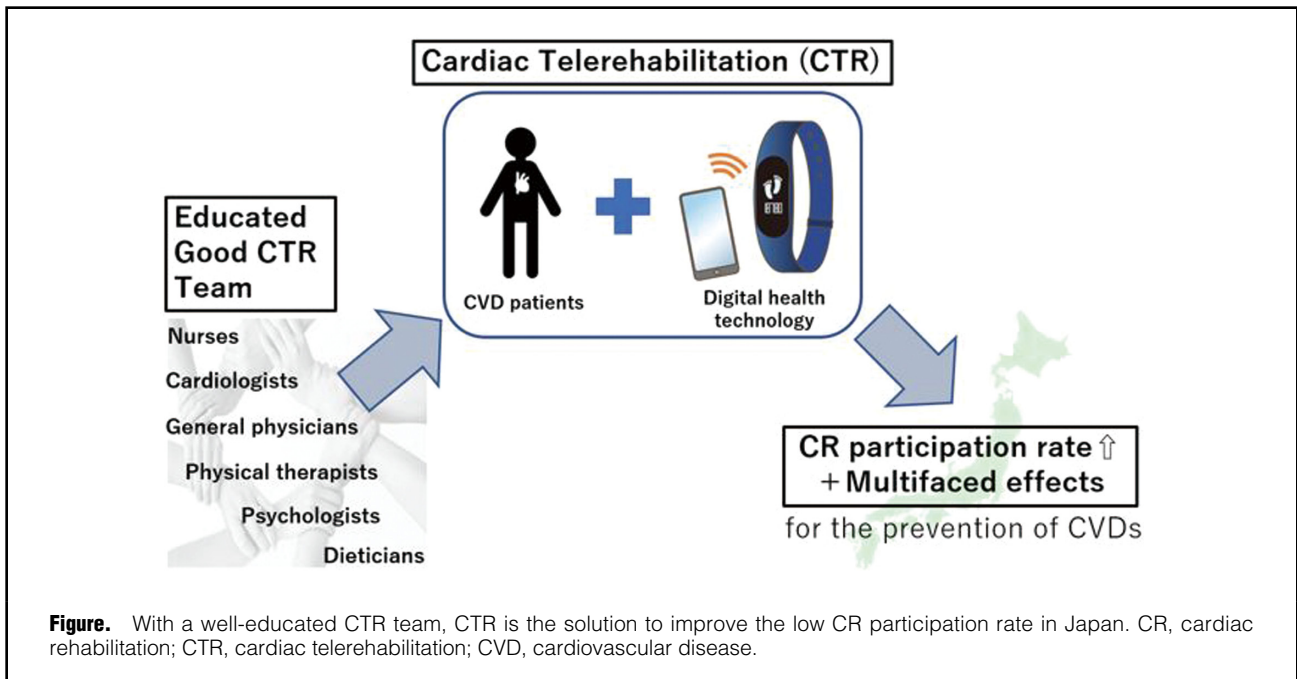 Cardiac Telerehabilitation (CTR)
Educated
Good CTR
Team
Nurses
Cardiologists
General physicians
Physical therapists
Psychologists
Dieticians
CVD patients
Digital health
technology
CR participation rate⇧
+Multifaced effects
for the prevention of CVDs
Figure. With a well-educated CTR team, CTR is the solution to improve the low CR participation rate in Japan. CR, cardiac
rehabilitation; CTR, cardiac telerehabilitation; CVD, cardiovascular disease.